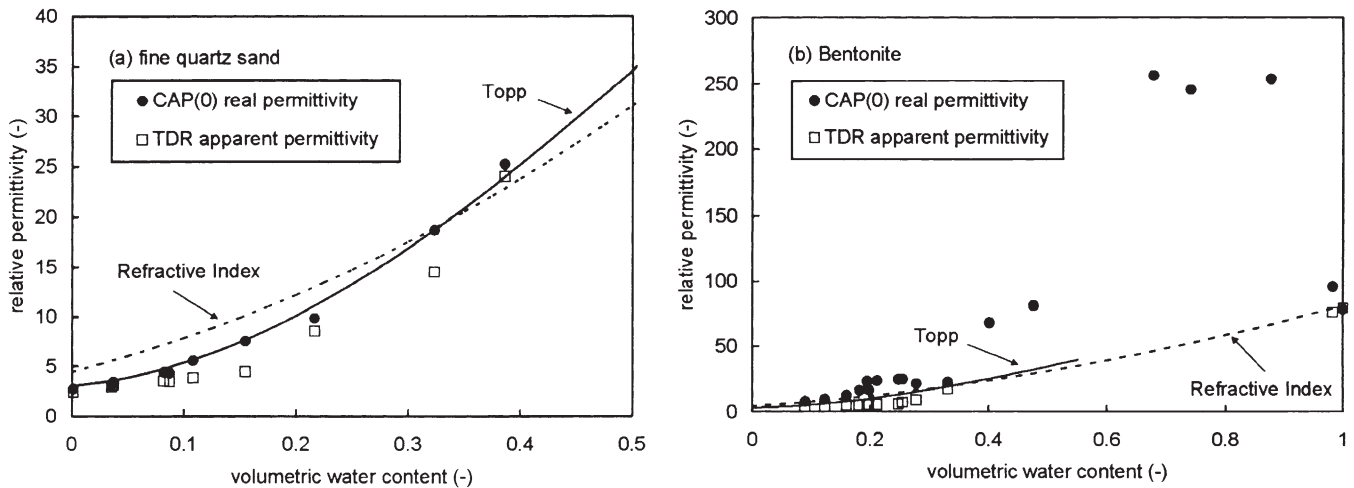 (a) fine quartz sand
CAP(0) real permittivity
TDR apparent permittivity
Topp
Refractive Index
relative permittivity (-)
40
35
30
25
20
15
10
5
0
0
0.1
0.2
0.3
0.4
0.5
volumetric water content (-)
(b) Bentonite
CAP(0) real permittivity
TDR apparent permittivity
Topp
Refractive Index
relative permittivity (-)
300
250
200
150
100
50
0
0
0.2
0.4
0.6
0.8
1
volumetric water content (-)